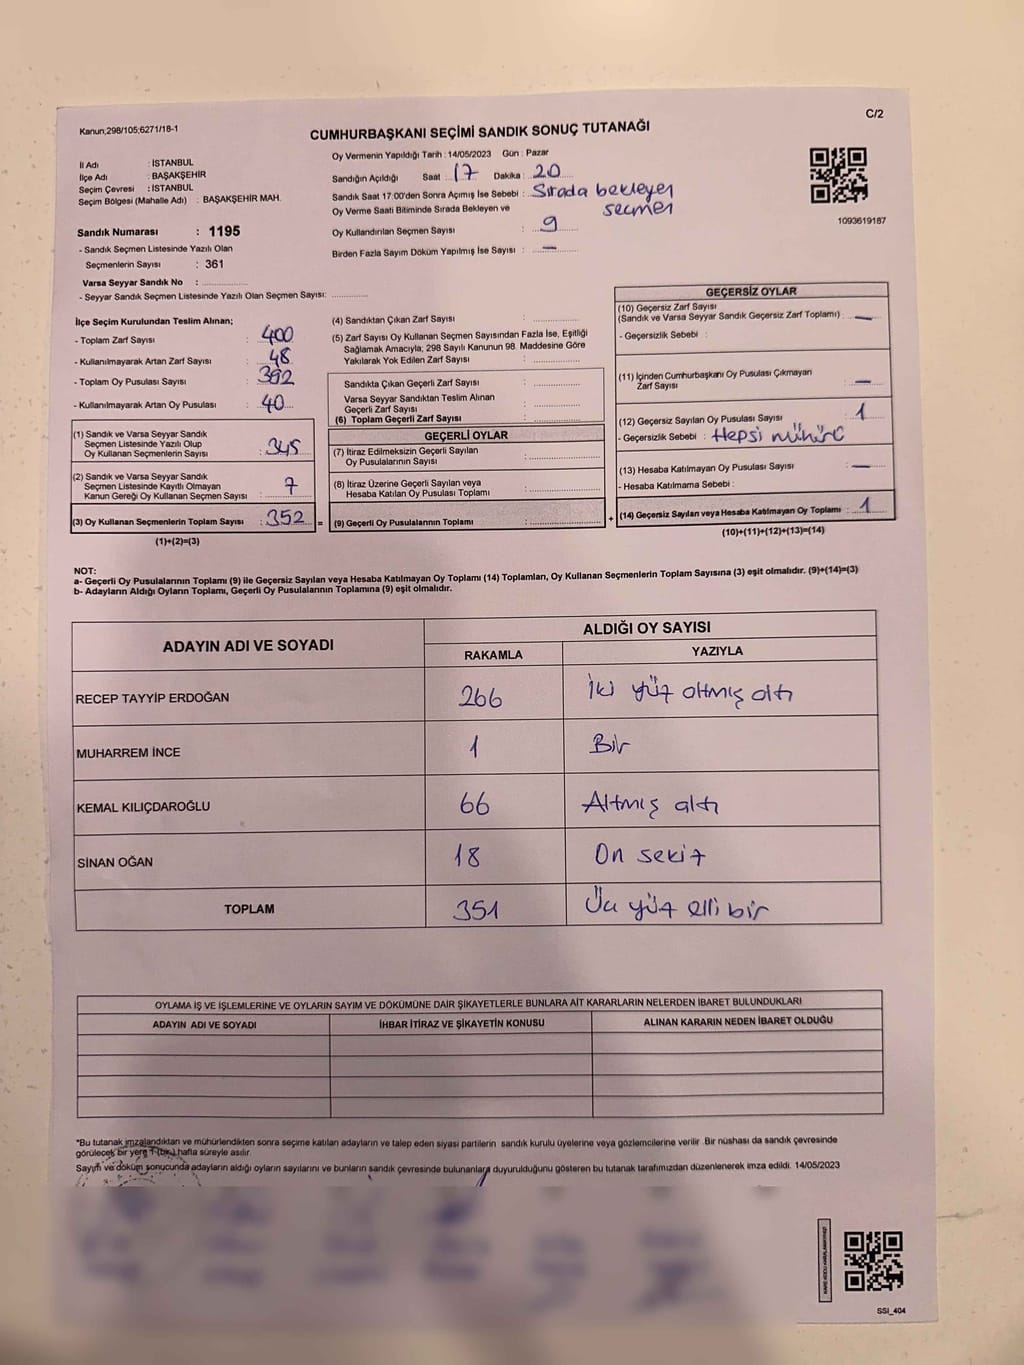 Kanun;298/105;6271/18-1
C/2
CUMHURBAŞKANI SEÇİMİ SANDIK SONUÇ TUTANAĞI
İl Adı : İSTANBUL
İlçe Adı : BAŞAKŞEHİR
Seçim Çevresi : İSTANBUL
Seçim Bölgesi (Mahalle Adı) : BAŞAKŞEHİR MAH.
Sandık Numarası : 1195
- Sandık Seçmen Listesinde Yazılı Olan
Seçmenlerin Sayısı : 361
Varsa Seyyar Sandık No :
- Seyyar Sandık Seçmen Listesinde Yazılı Olan Seçmen Sayısı:
Oy Vermenin Yapıldığı Tarih : 14/05/2023 Gün : Pazar
Sandığın Açıldığı Saat : 17 Dakika : 20
Sandık Saat 17:00'den Sonra Açımış İse Sebebi : Sırada bekleyen
Oy Verme Saati Bitiminde Sırada Bekleyen ve seçmen
Oy Kullandırılan Seçmen Sayısı : 9
Birden Fazla Sayım Döküm Yapılmış İse Sayısı : —
1093619187
İlçe Seçim Kurulundan Teslim Alınan;
- Toplam Zarf Sayısı : 400
- Kullanılmayarak Artan Zarf Sayısı : 48
- Toplam Oy Pusulası Sayısı : 392
- Kullanılmayarak Artan Oy Pusulası : 40
(1) Sandık ve Varsa Seyyar Sandık
Seçmen Listesinde Yazılı Olup
Oy Kullanan Seçmenlerin Sayısı : 345
(2) Sandık ve Varsa Seyyar Sandık
Seçmen Listesinde Kayıtlı Olmayan
Kanun Gereği Oy Kullanan Seçmen Sayısı : 7
(3) Oy Kullanan Seçmenlerin Toplam Sayısı : 352 =
(1)+(2)=(3)
(4) Sandıktan Çıkan Zarf Sayısı :
(5) Zarf Sayısı Oy Kullanan Seçmen Sayısından Fazla İse, Eşitliği
Sağlamak Amacıyla; 298 Sayılı Kanunun 98. Maddesine Göre
Yakılarak Yok Edilen Zarf Sayısı :
Sandıkta Çıkan Geçerli Zarf Sayısı :
Varsa Seyyar Sandıktan Teslim Alınan
Geçerli Zarf Sayısı :
(6) Toplam Geçerli Zarf Sayısı :
GEÇERLİ OYLAR
(7) İtiraz Edilmeksizin Geçerli Sayılan
Oy Pusulalarının Sayısı :
(8) İtiraz Üzerine Geçerli Sayılan veya
Hesaba Katılan Oy Pusulası Toplamı :
(9) Geçerli Oy Pusulalarının Toplamı : +
GEÇERSİZ OYLAR
(10) Geçersiz Zarf Sayısı
(Sandık ve Varsa Seyyar Sandık Geçersiz Zarf Toplamı) : —
- Geçersizlik Sebebi :
(11) İçinden Cumhurbaşkanı Oy Pusulası Çıkmayan
Zarf Sayısı : —
(12) Geçersiz Sayılan Oy Pusulası Sayısı : 1
- Geçersizlik Sebebi : Hepsi mühürlü
(13) Hesaba Katılmayan Oy Pusulası Sayısı : —
- Hesaba Katılmama Sebebi :
(14) Geçersiz Sayılan veya Hesaba Katılmayan Oy Toplamı : 1
(10)+(11)+(12)+(13)=(14)
NOT:
a- Geçerli Oy Pusulalarının Toplamı (9) ile Geçersiz Sayılan veya Hesaba Katılmayan Oy Toplamı (14) Toplamları, Oy Kullanan Seçmenlerin Toplam Sayısına (3) eşit olmalıdır. (9)+(14)=(3)
b- Adayların Aldığı Oyların Toplamı, Geçerli Oy Pusulalarının Toplamına (9) eşit olmalıdır.
ADAYIN ADI VE SOYADI
ALDIĞI OY SAYISI
RAKAMLA YAZIYLA
RECEP TAYYİP ERDOĞAN 266 İki yüz altmış altı
MUHARREM İNCE 1 Bir
KEMAL KILIÇDAROĞLU 66 Altmış altı
SİNAN OĞAN 18 On sekiz
TOPLAM 351 Üç yüz elli bir
OYLAMA İŞ VE İŞLEMLERİNE VE OYLARIN SAYIM VE DÖKÜMÜNE DAİR ŞİKAYETLERLE BUNLARA AİT KARARLARIN NELERDEN İBARET BULUNDUKLARI
ADAYIN ADI VE SOYADI İHBAR İTİRAZ VE ŞİKAYETİN KONUSU ALINAN KARARIN NEDEN İBARET OLDUĞU
*Bu tutanak imzalandıktan ve mühürlendikten sonra seçime katılan adayların ve talep eden siyasi partilerin sandık kurulu üyelerine veya gözlemcilerine verilir. Bir nüshası da sandık çevresinde
görülecek bir yere 1 (bir) hafta süreyle asılır.
Sayım ve döküm sonucunda adayların aldığı oyların sayılarını ve bunların sandık çevresinde bulunanlara duyurulduğunu gösteren bu tutanak tarafımızdan düzenlenerek imza edildi. 14/05/2023
SSİ_404